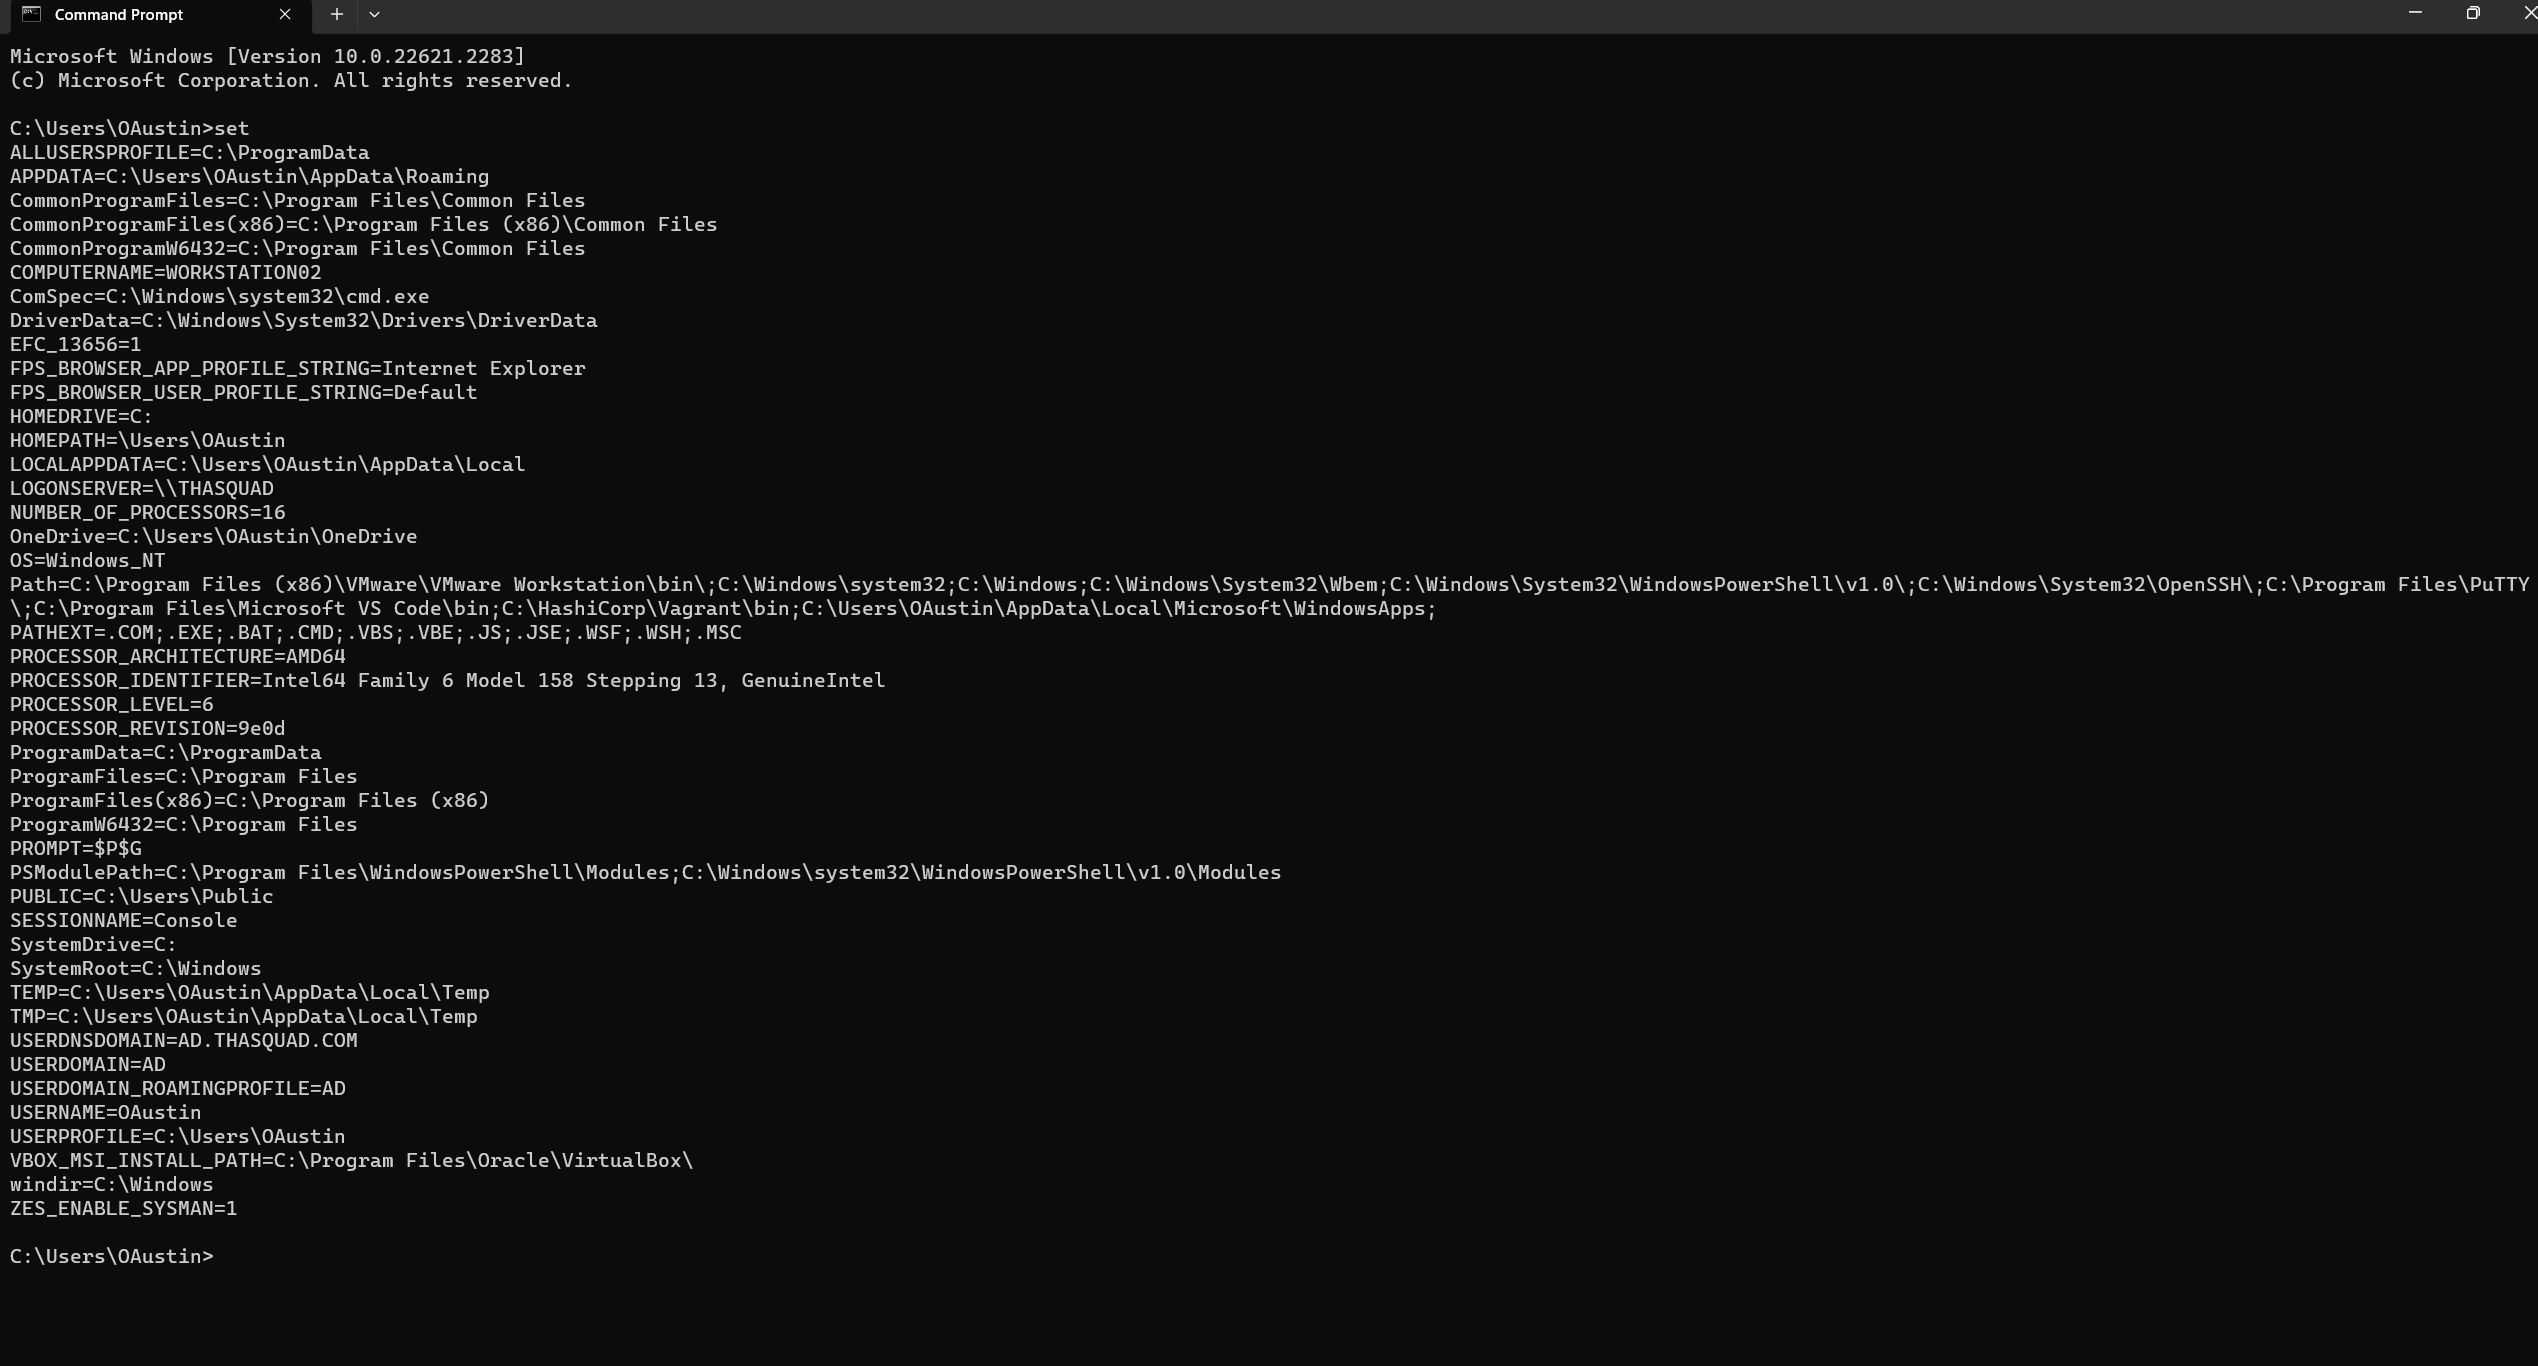 Command Prompt
Microsoft Windows [Version 10.0.22621.2283]
(c) Microsoft Corporation. All rights reserved.
C:\Users\OAustin>set
ALLUSERSPROFILE=C:\ProgramData
APPDATA=C:\Users\OAustin\AppData\Roaming
CommonProgramFiles=C:\Program Files\Common Files
CommonProgramFiles(x86)=C:\Program Files (x86)\Common Files
CommonProgramW6432=C:\Program Files\Common Files
COMPUTERNAME=WORKSTATION02
ComSpec=C:\Windows\system32\cmd.exe
DriverData=C:\Windows\System32\Drivers\DriverData
EFC_13656=1
FPS_BROWSER_APP_PROFILE_STRING=Internet Explorer
FPS_BROWSER_USER_PROFILE_STRING=Default
HOMEDRIVE=C:
HOMEPATH=\Users\OAustin
LOCALAPPDATA=C:\Users\OAustin\AppData\Local
LOGONSERVER=\\THASQUAD
NUMBER_OF_PROCESSORS=16
OneDrive=C:\Users\OAustin\OneDrive
OS=Windows_NT
Path=C:\Program Files (x86)\VMware\VMware Workstation\bin\;C:\Windows\system32;C:\Windows;C:\Windows\System32\Wbem;C:\Windows\System32\WindowsPowerShell\v1.0\;C:\Windows\System32\OpenSSH\;C:\Program Files\PuTTY
\;C:\Program Files\Microsoft VS Code\bin;C:\HashiCorp\Vagrant\bin;C:\Users\OAustin\AppData\Local\Microsoft\WindowsApps;
PATHEXT=.COM;.EXE;.BAT;.CMD;.VBS;.VBE;.JS;.JSE;.WSF;.WSH;.MSC
PROCESSOR_ARCHITECTURE=AMD64
PROCESSOR_IDENTIFIER=Intel64 Family 6 Model 158 Stepping 13, GenuineIntel
PROCESSOR_LEVEL=6
PROCESSOR_REVISION=9e0d
ProgramData=C:\ProgramData
ProgramFiles=C:\Program Files
ProgramFiles(x86)=C:\Program Files (x86)
ProgramW6432=C:\Program Files
PROMPT=$P$G
PSModulePath=C:\Program Files\WindowsPowerShell\Modules;C:\Windows\system32\WindowsPowerShell\v1.0\Modules
PUBLIC=C:\Users\Public
SESSIONNAME=Console
SystemDrive=C:
SystemRoot=C:\Windows
TEMP=C:\Users\OAustin\AppData\Local\Temp
TMP=C:\Users\OAustin\AppData\Local\Temp
USERDNSDOMAIN=AD.THASQUAD.COM
USERDOMAIN=AD
USERDOMAIN_ROAMINGPROFILE=AD
USERNAME=OAustin
USERPROFILE=C:\Users\OAustin
VBOX_MSI_INSTALL_PATH=C:\Program Files\Oracle\VirtualBox\
windir=C:\Windows
ZES_ENABLE_SYSMAN=1
C:\Users\OAustin>